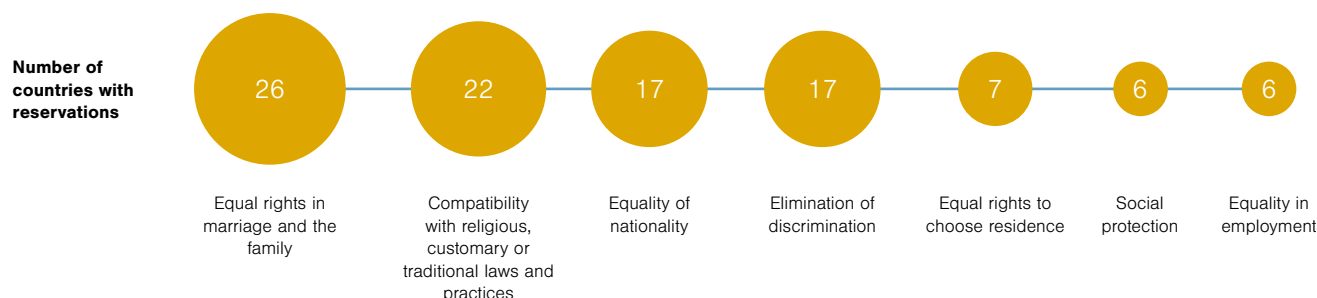 Number of
countries with
reservations
26
22
17
17
7
6
6
Equal rights in
marriage and the
family
Compatibility
with religious,
customary or
traditional laws and
practices
Equality of
nationality
Elimination of
discrimination
Equal rights to
choose residence
Social
protection
Equality in
employment